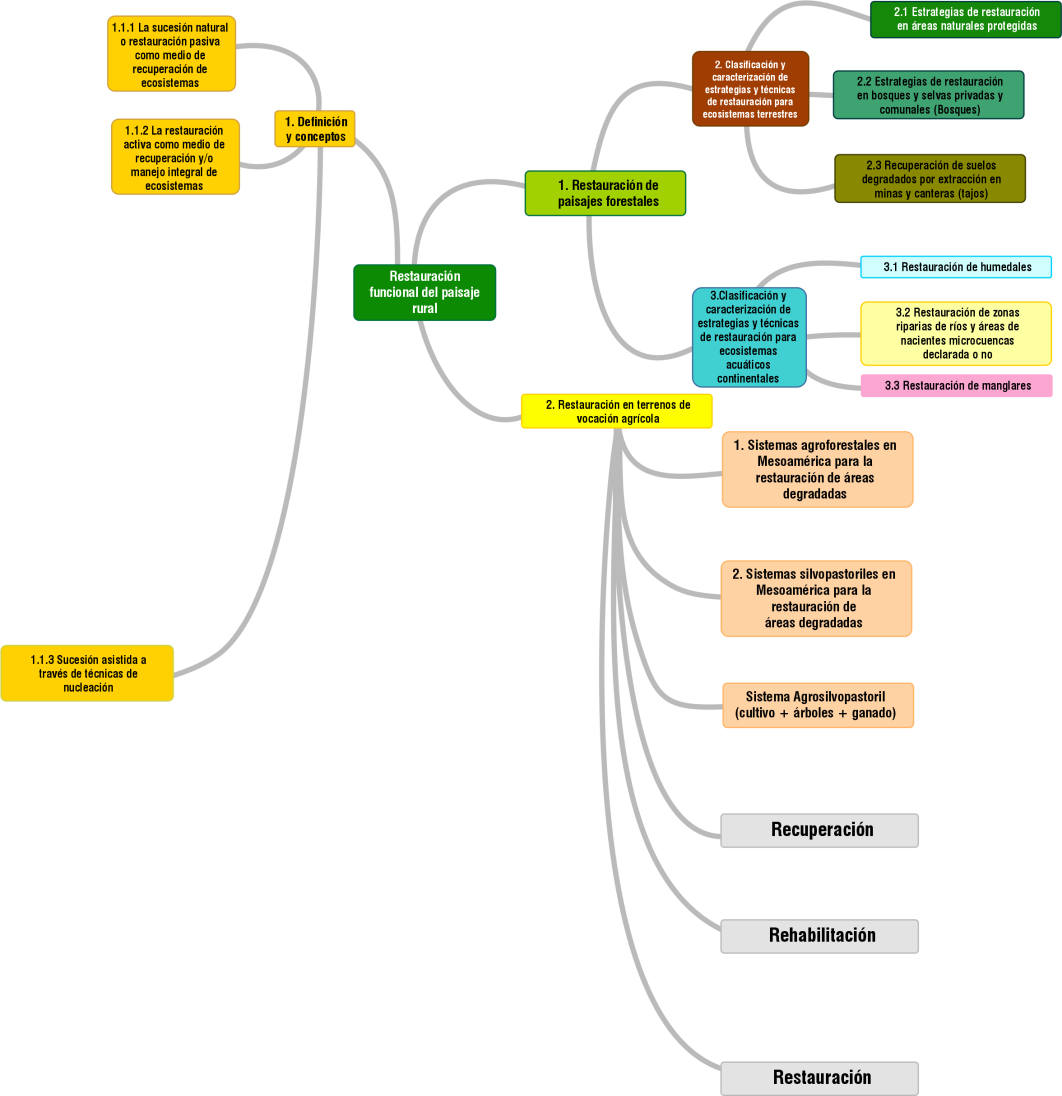 1.1.1 La sucesión natural
o restauración pasiva
como medio de
recuperación de
ecosistemas
1.1.2 La restauración
activa como medio de
recuperación y/o
manejo integral de
ecosistemas
1. Definición
y conceptos
1.1.3 Sucesión asistida a
través de técnicas de
nucleación
Restauración
funcional del paisaje
rural
1. Restauración de
paisajes forestales
2. Clasificación y
caracterización de
estrategias y técnicas
de restauración para
ecosistemas terrestres
2.1 Estrategias de restauración
en áreas naturales protegidas
2.2 Estrategias de restauración
en bosques y selvas privadas y
comunales (Bosques)
2.3 Recuperación de suelos
degradados por extracción en
minas y canteras (tajos)
3.Clasificación y
caracterización de
estrategias y técnicas
de restauración para
ecosistemas
acuáticos
continentales
3.1 Restauración de humedales
3.2 Restauración de zonas
riparias de ríos y áreas de
nacientes microcuencas
declarada o no
3.3 Restauración de manglares
2. Restauración en terrenos de
vocación agrícola
1. Sistemas agroforestales en
Mesoamérica para la
restauración de áreas
degradadas
2. Sistemas silvopastoriles en
Mesoamérica para la
restauración de
áreas degradadas
Sistema Agrosilvopastoril
(cultivo + árboles + ganado)
Recuperación
Rehabilitación
Restauración